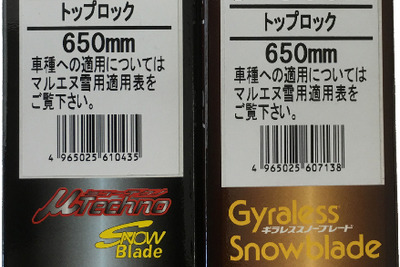 トップロック
650mm
車種への適用については
マルエヌ雪用適用表を
ご覧下さい。
4 965025 610435
μTechno
SNOW
Blade
トップロック
650mm
車種への適用については
マルエヌ雪用適用表を
ご覧下さい。
4 965025 607138
Gyraless
ギラレススノーブレード
Snowblade